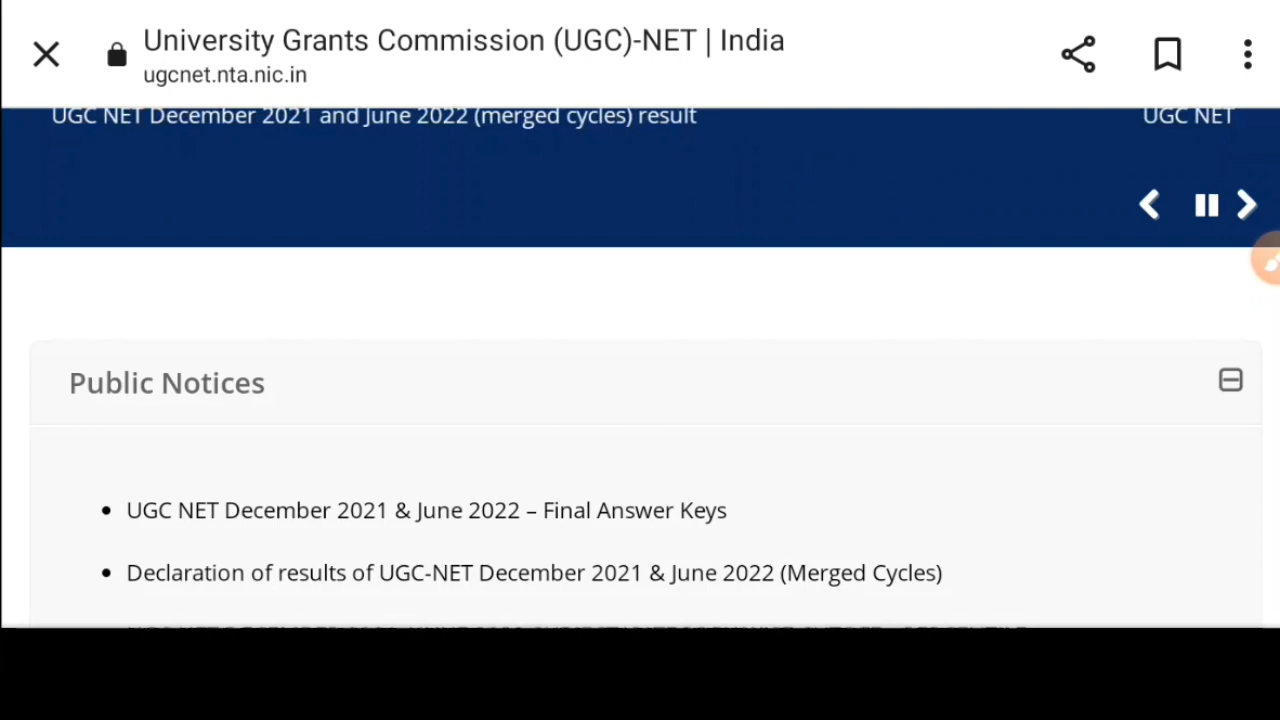 University Grants Commission (UGC)-NET | India
ugcnet.nta.nic.in
UGC NET December 2021 and June 2022 (merged cycles) result
UGC NET
Public Notices
UGC NET December 2021 & June 2022 – Final Answer Keys
Declaration of results of UGC-NET December 2021 & June 2022 (Merged Cycles)